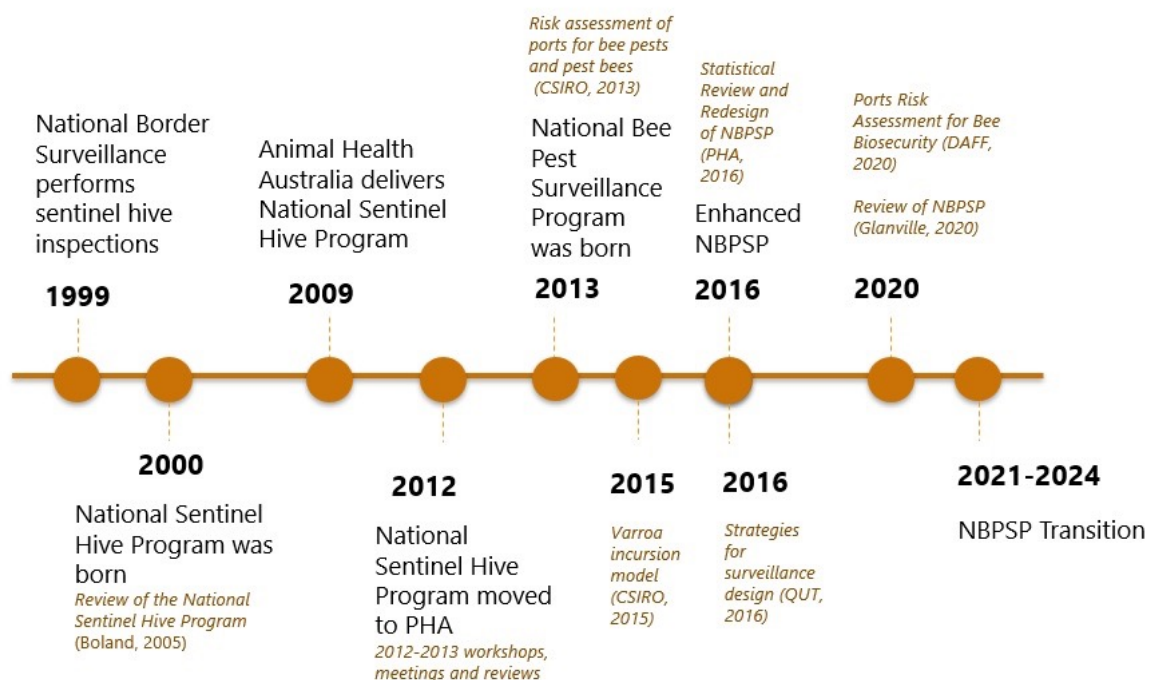 National Border
Surveillance
performs
sentinel hive
inspections
1999
2000
National Sentinel
Hive Program was
born
Review of the National
Sentinel Hive Program
(Boland, 2005)
Animal Health
Australia delivers
National Sentinel
Hive Program
2009
2012
National
Sentinel Hive
Program moved
to PHA
2012-2013 workshops,
meetings and reviews
Risk assessment of
ports for bee pests
and pest bees
(CSIRO, 2013)
National Bee
Pest
Surveillance
Program
was born
2013
2015
Varroa
incursion
model
(CSIRO,
2015)
Statistical
Review and
Redesign
of NBPSP
(PHA,
2016)
Enhanced
NBPSP
2016
2016
Strategies
for
surveillance
design (QUT,
2016)
Ports Risk
Assessment for Bee
Biosecurity (DAFF,
2020)
Review of NBPSP
(Glanville, 2020)
2020
2021-2024
NBPSP Transition